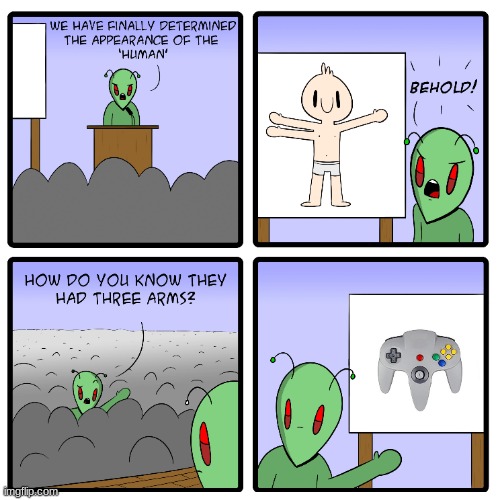 WE HAVE FINALLY DETERMINED
THE APPEARANCE OF THE
'HUMAN'
BEHOLD!
HOW DO YOU KNOW THEY
HAD THREE ARMS?
imgflip.com